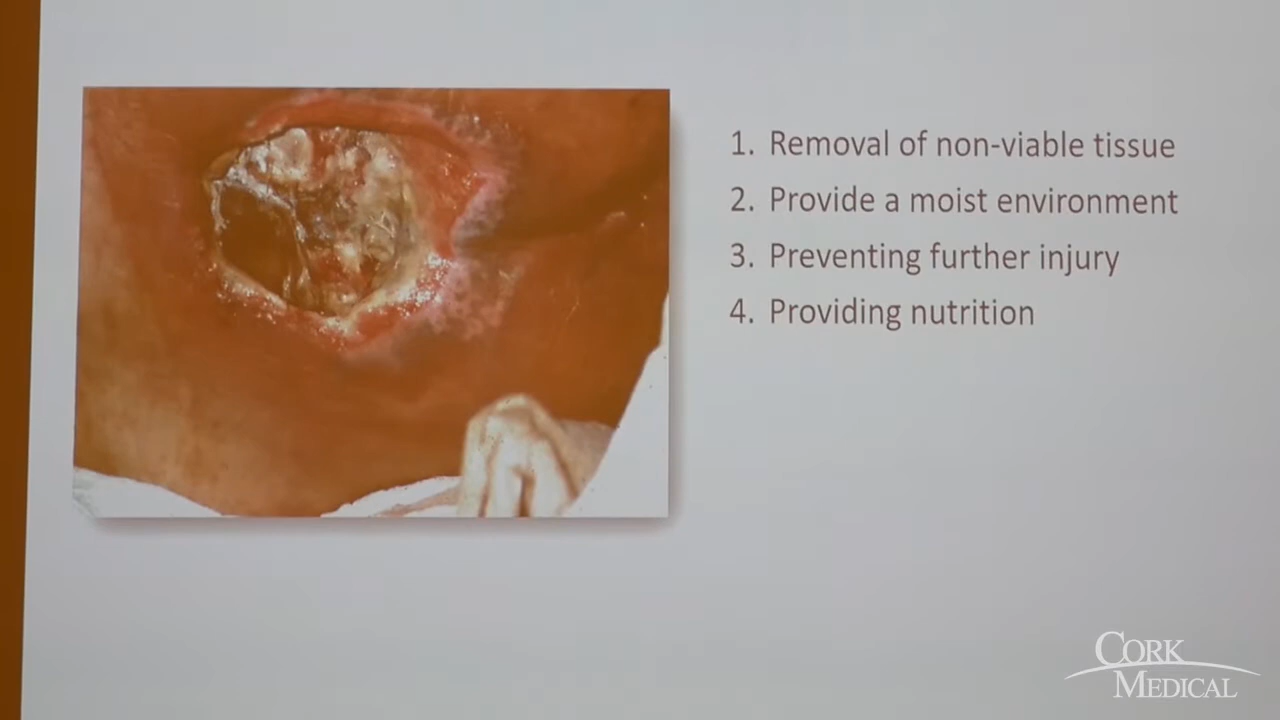 1. Removal of non-viable tissue
2. Provide a moist environment
3. Preventing further injury
4. Providing nutrition
CORK
MEDICAL